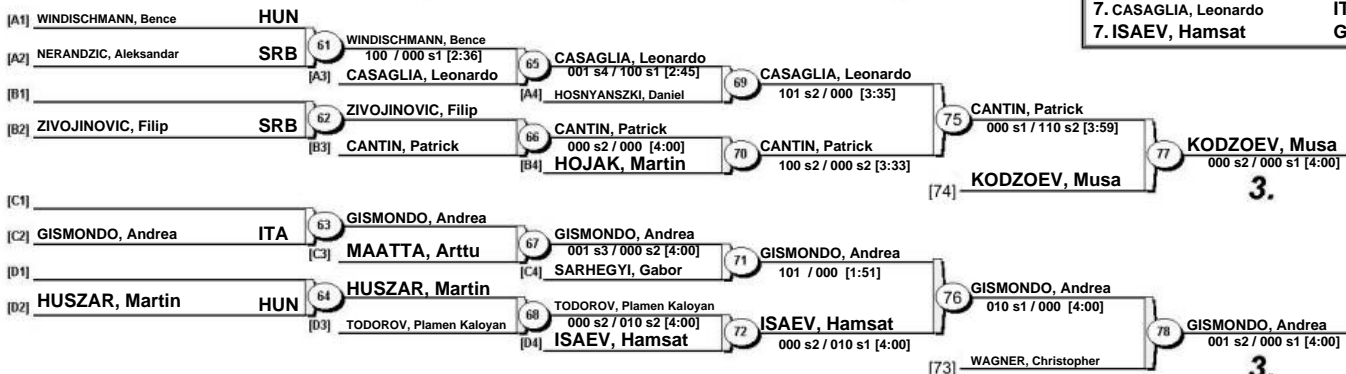 7. CASAGLIA, Leonardo IT
7. ISAEV, Hamsat G
[A1] WINDISCHMANN, Bence HUN
[A2] NERANDZIC, Aleksandar SRB
61 WINDISCHMANN, Bence
100 / 000 s1 [2:36]
[A3] CASAGLIA, Leonardo
65 CASAGLIA, Leonardo
001 s4 / 100 s1 [2:45]
[A4] HOSNYANSZKI, Daniel
69 CASAGLIA, Leonardo
101 s2 / 000 [3:35]
[B1]
[B2] ZIVOJINOVIC, Filip SRB
62 ZIVOJINOVIC, Filip
[B3] CANTIN, Patrick
66 CANTIN, Patrick
000 s2 / 000 [4:00]
[B4] HOJAK, Martin
70 CANTIN, Patrick
100 s2 / 000 s2 [3:33]
75 CANTIN, Patrick
000 s1 / 110 s2 [3:59]
[74] KODZOEV, Musa
77 KODZOEV, Musa
000 s2 / 000 s1 [4:00]
3.
[C1]
[C2] GISMONDO, Andrea ITA
63 GISMONDO, Andrea
[C3] MAATTA, Arttu
67 GISMONDO, Andrea
001 s3 / 000 s2 [4:00]
[C4] SARHEGYI, Gabor
71 GISMONDO, Andrea
101 / 000 [1:51]
[D1]
[D2] HUSZAR, Martin HUN
64 HUSZAR, Martin
[D3] TODOROV, Plamen Kaloyan
68 TODOROV, Plamen Kaloyan
000 s2 / 010 s2 [4:00]
[D4] ISAEV, Hamsat
72 ISAEV, Hamsat
000 s2 / 010 s1 [4:00]
76 GISMONDO, Andrea
010 s1 / 000 [4:00]
[73] WAGNER, Christopher
78 GISMONDO, Andrea
001 s2 / 000 s1 [4:00]
3.